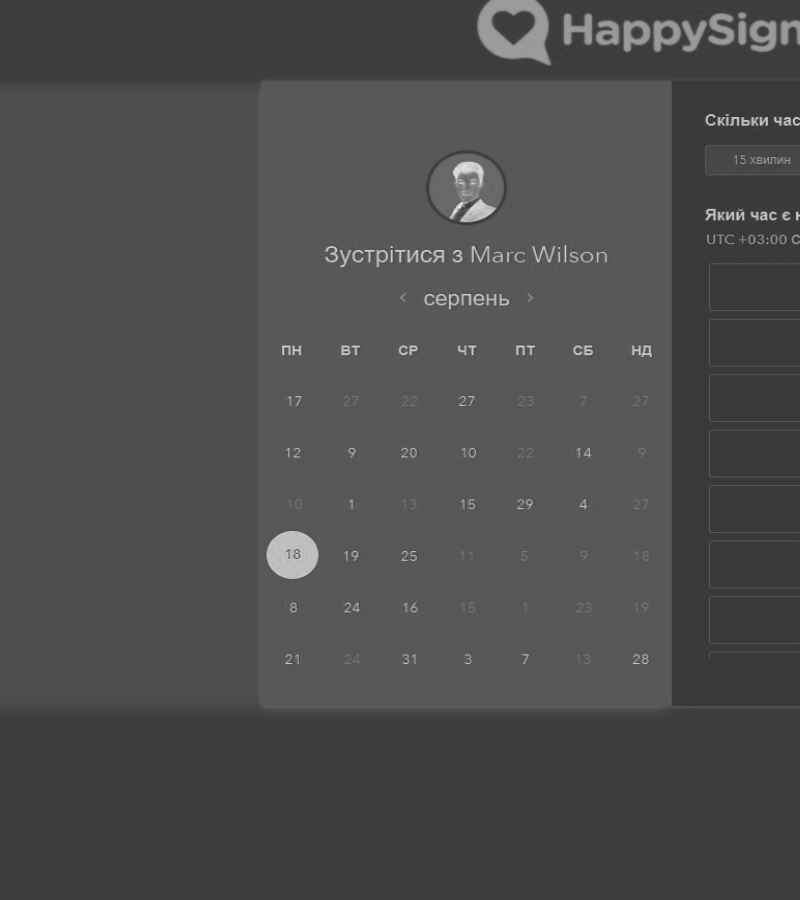 HappySign
Зустрітися з Marc Wilson
‹ серпень ›
ПН ВТ СР ЧТ ПТ СБ НД
17 27 22 27 23 7 27
12 9 20 10 22 14 9
10 1 13 15 29 4 27
18 19 25 11 5 9 18
8 24 16 15 1 23 19
21 24 31 3 7 13 28
Скільки час
15 хвилин
Який час є н
UTC +03:00 С